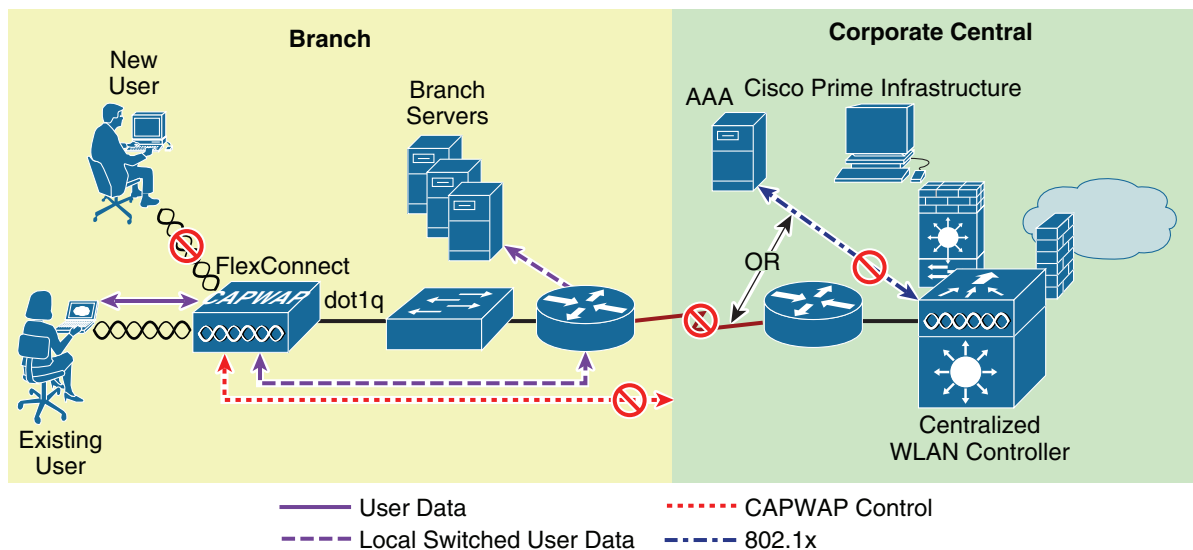 Branch
Corporate Central
New
User
Branch
Servers
AAA
Cisco Prime Infrastructure
OR
FlexConnect
CAPWAP
dot1q
Existing
User
Centralized
WLAN Controller
User Data
CAPWAP Control
Local Switched User Data
802.1x